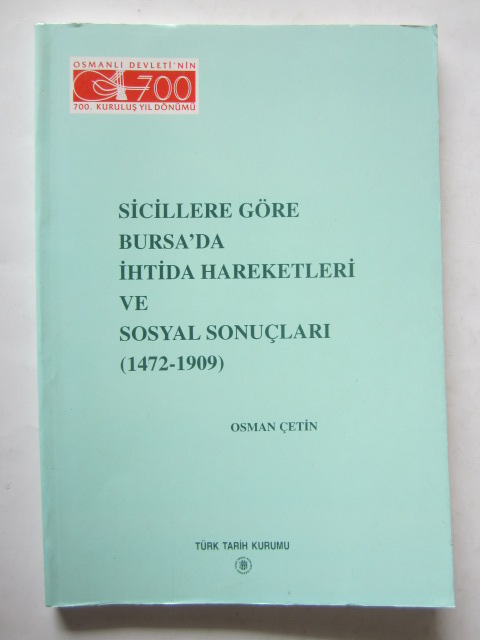 OSMANLI DEVLETİ'NİN
700
700. KURULUŞ YIL DÖNÜMÜ
SİCİLLERE GÖRE
BURSA'DA
İHTİDA HAREKETLERİ
VE
SOSYAL SONUÇLARI
(1472-1909)
OSMAN ÇETİN
TÜRK TARİH KURUMU